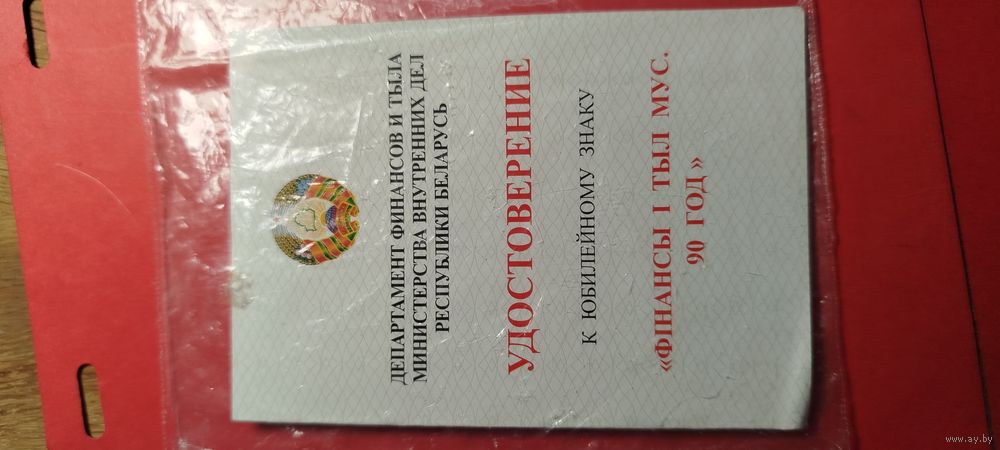 ДЕПАРТАМЕНТ ФИНАНСОВ И ТЫЛА
МИНИСТЕРСТВА ВНУТРЕННИХ ДЕЛ
РЕСПУБЛИКИ БЕЛАРУСЬ
УДОСТОВЕРЕНИЕ
К ЮБИЛЕЙНОМУ ЗНАКУ
«ФІНАНСЫ І ТЫЛ МУС.
90 ГОД»
www.ay.by